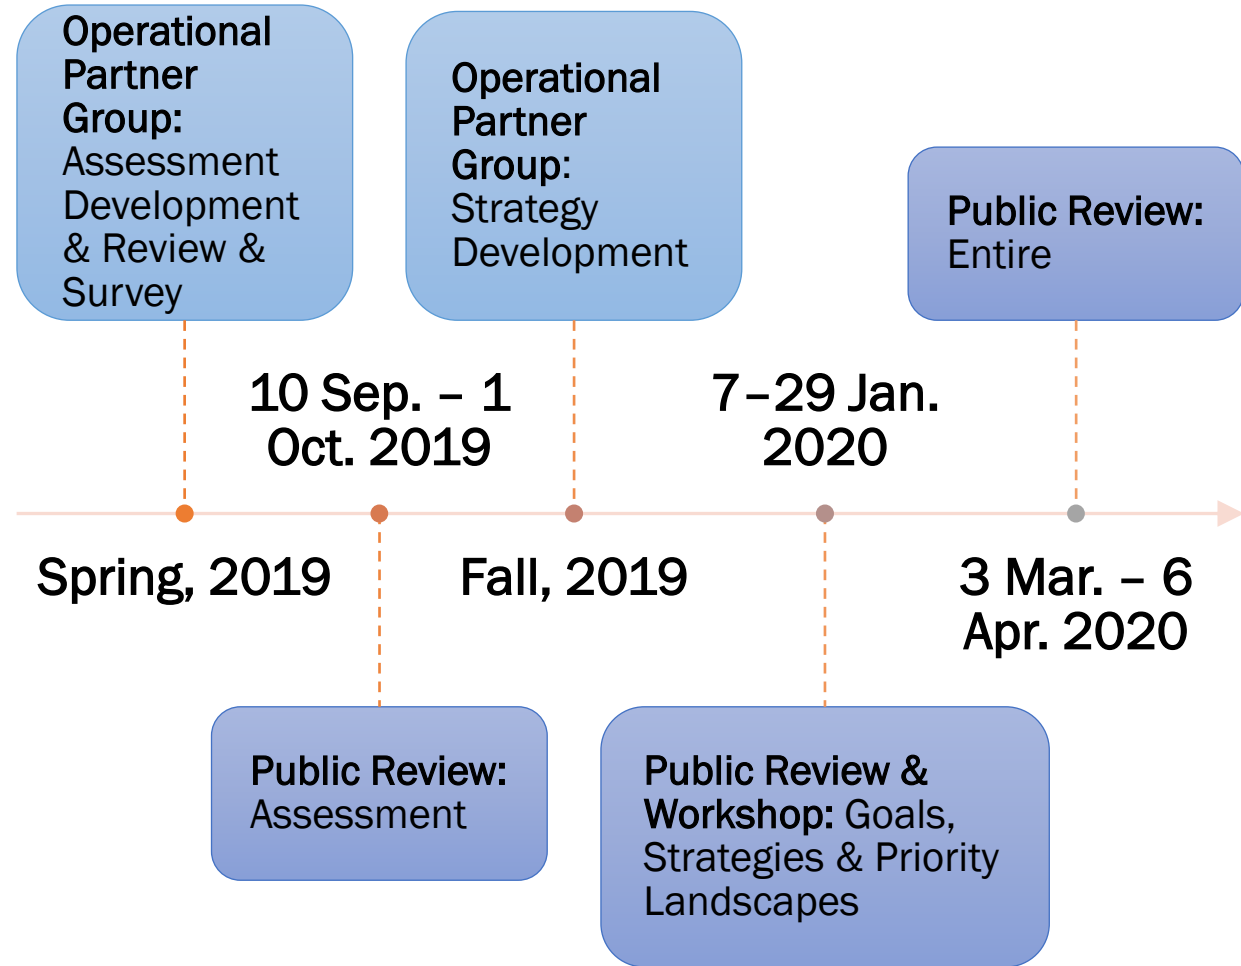 Operational
Partner
Group:
Assessment
Development
& Review &
Survey
Operational
Partner
Group:
Strategy
Development
Public Review:
Entire
10 Sep. – 1
Oct. 2019
7–29 Jan.
2020
Spring, 2019
Fall, 2019
3 Mar. – 6
Apr. 2020
Public Review:
Assessment
Public Review &
Workshop: Goals,
Strategies & Priority
Landscapes